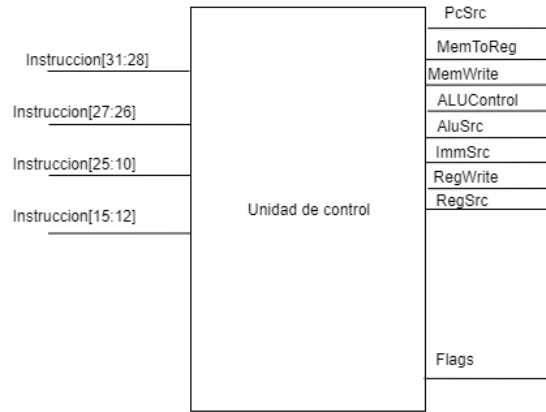 Instruccion[31:28]
Instruccion[27:26]
Instruccion[25:10]
Instruccion[15:12]
Unidad de control
PcSrc
MemToReg
MemWrite
ALUControl
AluSrc
ImmSrc
RegWrite
RegSrc
Flags